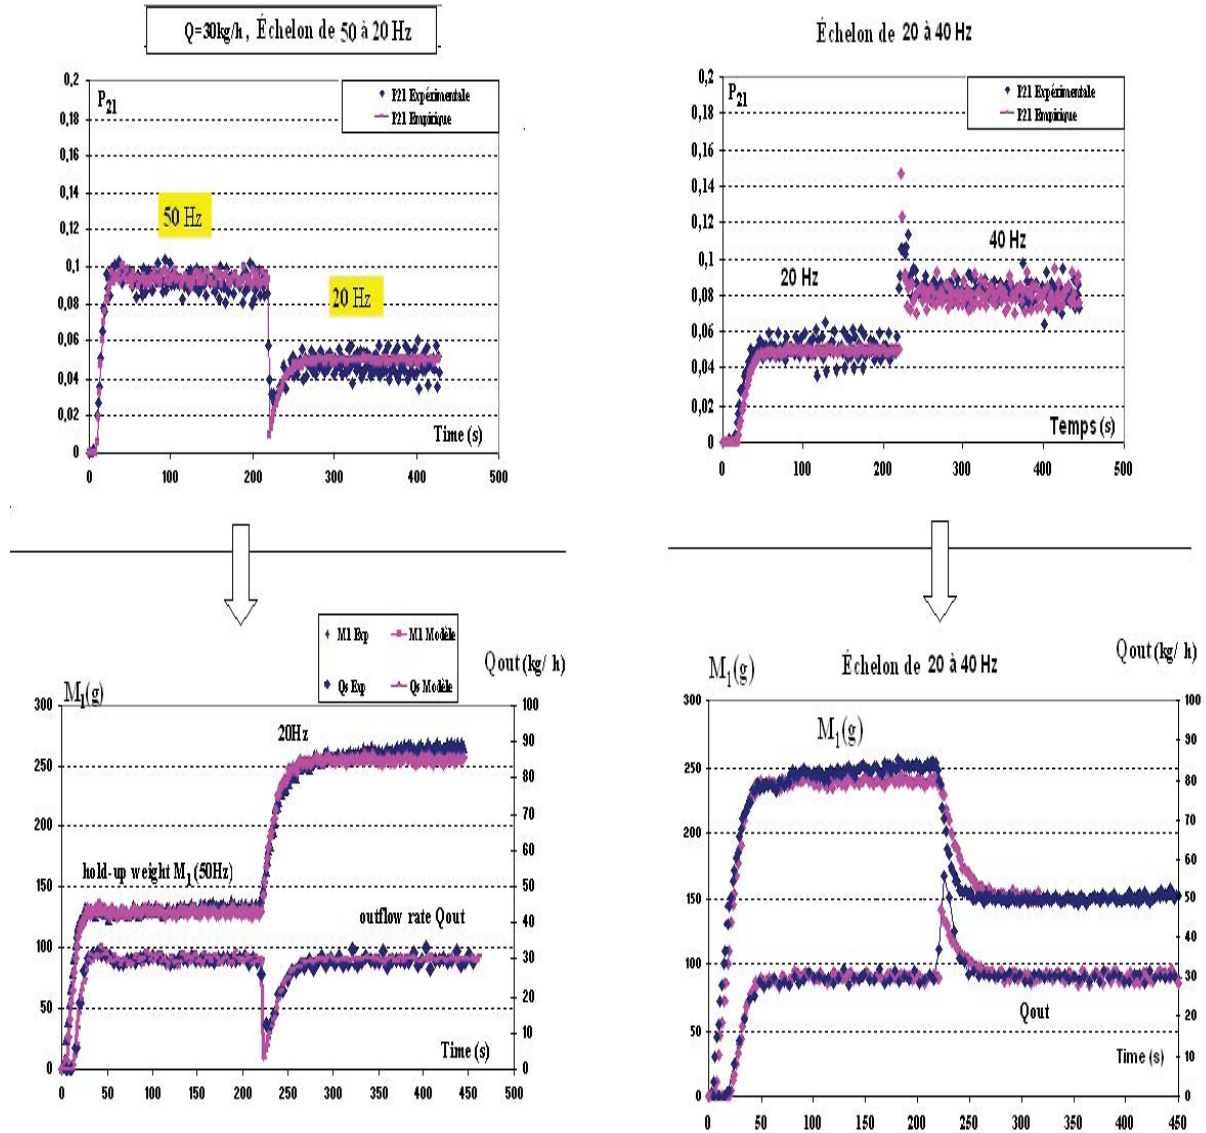 Q=30kg/h, Échelon de 50 à 20 Hz
P21
P21 Expérimentale
P21 Empirique
0,2
0,18
0,16
0,14
0,12
0,1
0,08
0,06
0,04
0,02
0
50 Hz
20 Hz
Time (s)
0 100 200 300 400 500
Échelon de 20 à 40 Hz
P21
P21 Expérimentale
P21 Empirique
0,2
0,18
0,16
0,14
0,12
0,1
0,08
0,06
0,04
0,02
0
20 Hz
40 Hz
Temps (s)
0 100 200 300 400 500
M1 Exp M1 Modèle
Qs Exp Qs Modèle
M1(g)
Qout (kg/ h)
300
250
200
150
100
50
0
100
90
80
70
60
50
40
30
20
10
0
20Hz
hold-up weight M1 (50Hz)
outflow rate Qout
Time (s)
0 50 100 150 200 250 300 350 400 450 500
Échelon de 20 à 40 Hz
M1(g)
Qout (kg/ h)
300
250
200
150
100
50
0
100
90
80
70
60
50
40
30
20
10
0
M1(g)
Qout
Time (s)
0 50 100 150 200 250 300 350 400 450